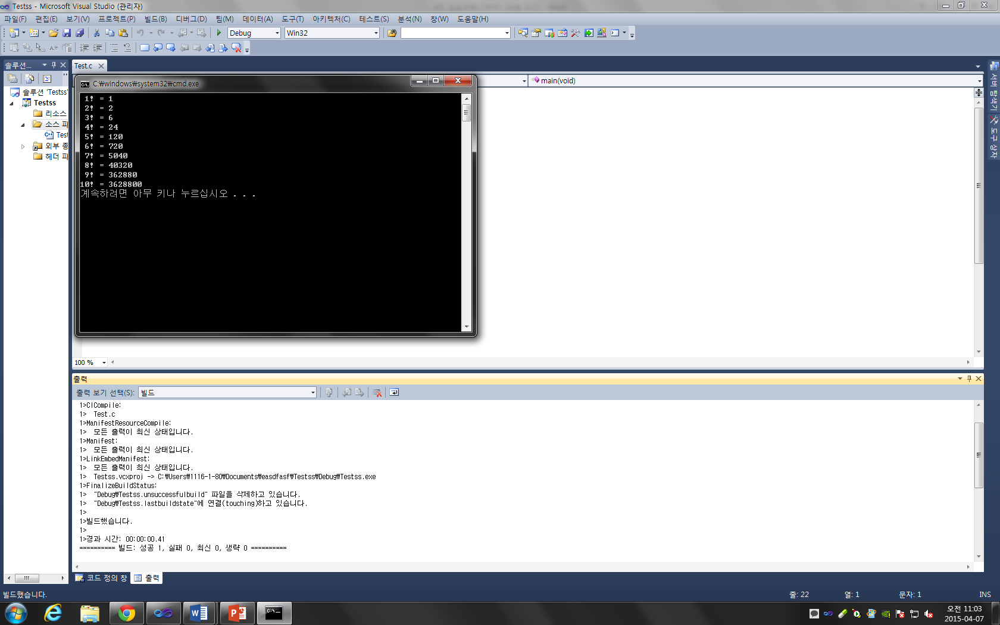 Testss - Microsoft Visual Studio (관리자)
파일(F) 편집(E) 보기(V) 프로젝트(P) 빌드(B) 디버그(D) 팀(M) 데이터(A) 도구(T) 아키텍처(C) 테스트(S) 분석(N) 창(W) 도움말(H)
Debug Win32
솔루션...
Test.c
솔루션 'Testss'
Testss
리소스
소스 파
Test
외부 종
헤더 파
main(void)
C:\windows\system32\cmd.exe
1! = 1
2! = 2
3! = 6
4! = 24
5! = 120
6! = 720
7! = 5040
8! = 40320
9! = 362880
10! = 3628800
계속하려면 아무 키나 누르십시오 . . .
서버 탐색기
도구 상자
100 %
출력
출력 보기 선택(S): 빌드
1>ClCompile:
1>  Test.c
1>ManifestResourceCompile:
1>  모든 출력이 최신 상태입니다.
1>Manifest:
1>  모든 출력이 최신 상태입니다.
1>LinkEmbedManifest:
1>  모든 출력이 최신 상태입니다.
1>  Testss.vcxproj -> C:\Users\1116-1-80\Documents\easdfasf\Testss\Debug\Testss.exe
1>FinalizeBuildStatus:
1>  "Debug\Testss.unsuccessfulbuild" 파일을 삭제하고 있습니다.
1>  "Debug\Testss.lastbuildstate"에 연결(touching)하고 있습니다.
1>
1>빌드했습니다.
1>
1>경과 시간: 00:00:00.41
========== 빌드: 성공 1, 실패 0, 최신 0, 생략 0 ==========
코드 정의 창 출력
빌드했습니다. 줄: 22 열: 1 문자: 1 INS
오전 11:03
2015-04-07